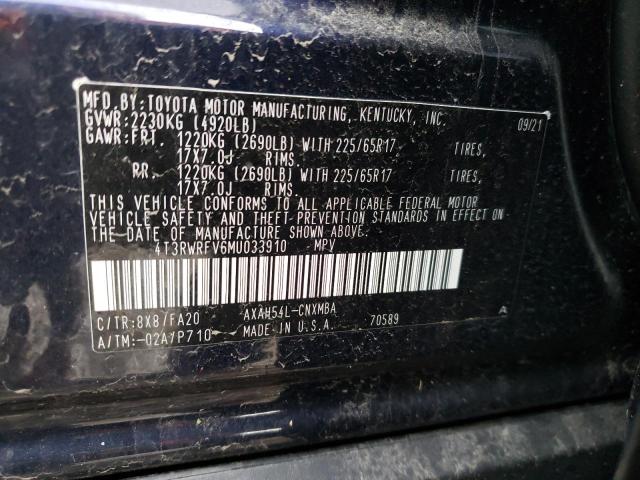 MFD.BY:TOYOTA MOTOR MANUFACTURING, KENTUCKY, INC.
GVWR:2230KG (4920LB) 09/21
GAWR:FRT. 1220KG (2690LB) WITH 225/65R17 TIRES,
17X7.0J RIMS.
RR. 1220KG (2690LB) WITH 225/65R17 TIRES,
17X7.0J RIMS.
THIS VEHICLE CONFORMS TO ALL APPLICABLE FEDERAL MOTOR
VEHICLE SAFETY AND THEFT PREVENTION STANDARDS IN EFFECT ON
THE DATE OF MANUFACTURE SHOWN ABOVE.
4T3RWRFV6MU033910 MPV
C/TR:8X8/FA20 AXAH54L-CNXMBA A
A/TM:-02A/P710 MADE IN U.S.A. 70589